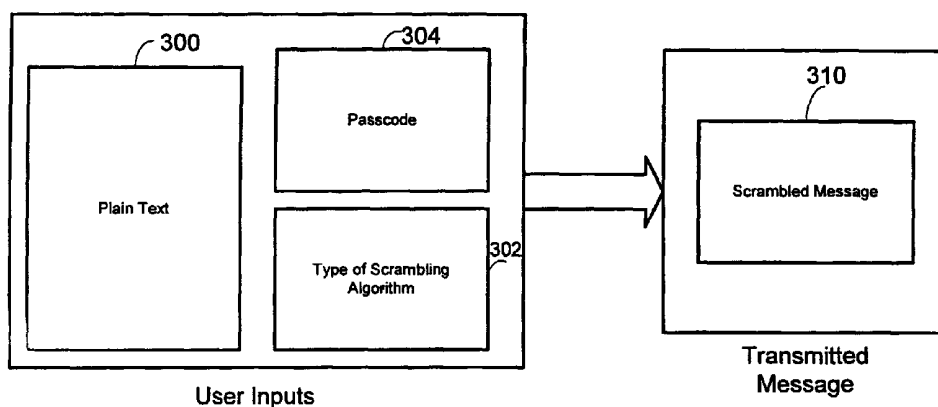 300
304
Passcode
Plain Text
302
Type of Scrambling
Algorithm
User Inputs
310
Scrambled Message
Transmitted
Message